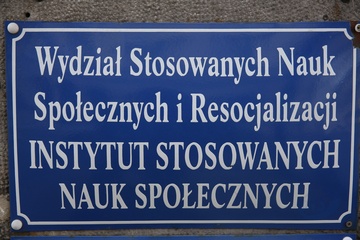 Wydział Stosowanych Nauk
Społecznych i Resocjalizacji
INSTYTUT STOSOWANYCH
NAUK SPOŁECZNYCH